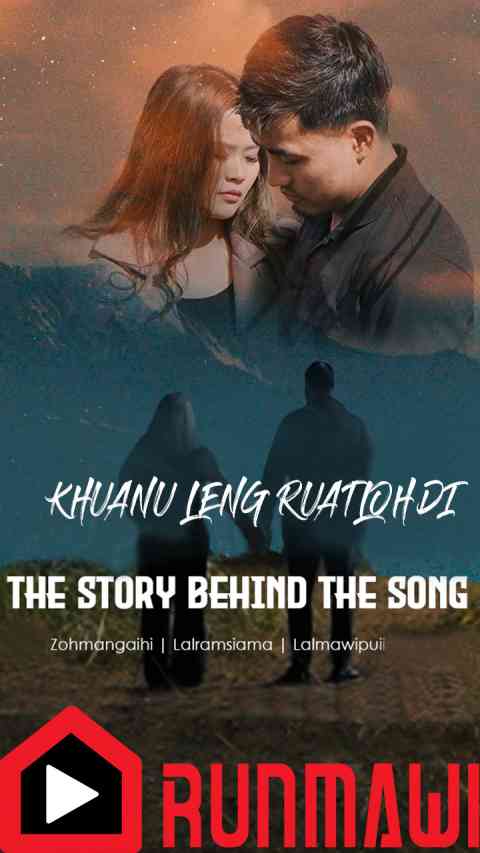 KHUANU LENG RUATLOH DI
THE STORY BEHIND THE SONG
Zohmangaihi | Lalramsiama | Lalmawipuii
RUNMAWI